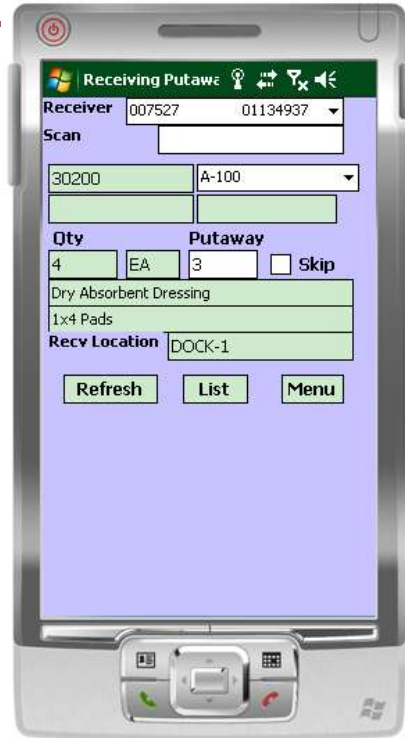 Receiving Putawa
Receiver 007527 01134937
Scan
30200 A-100
Qty Putaway
4 EA 3 Skip
Dry Absorbent Dressing
1x4 Pads
Recv Location DOCK-1
Refresh List Menu